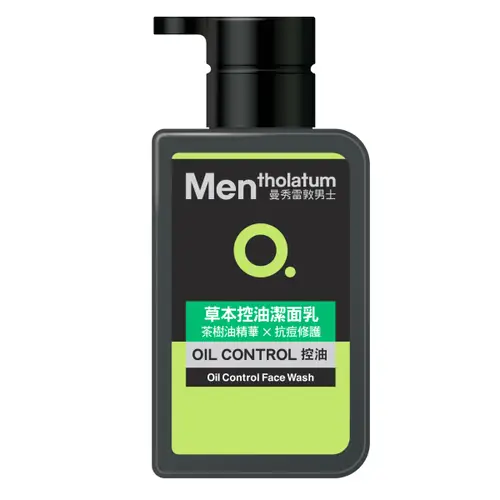 Mentholatum
曼秀雷敦男士
O.
草本控油潔面乳
茶樹油精華×抗痘修護
OIL CONTROL 控油
Oil Control Face Wash